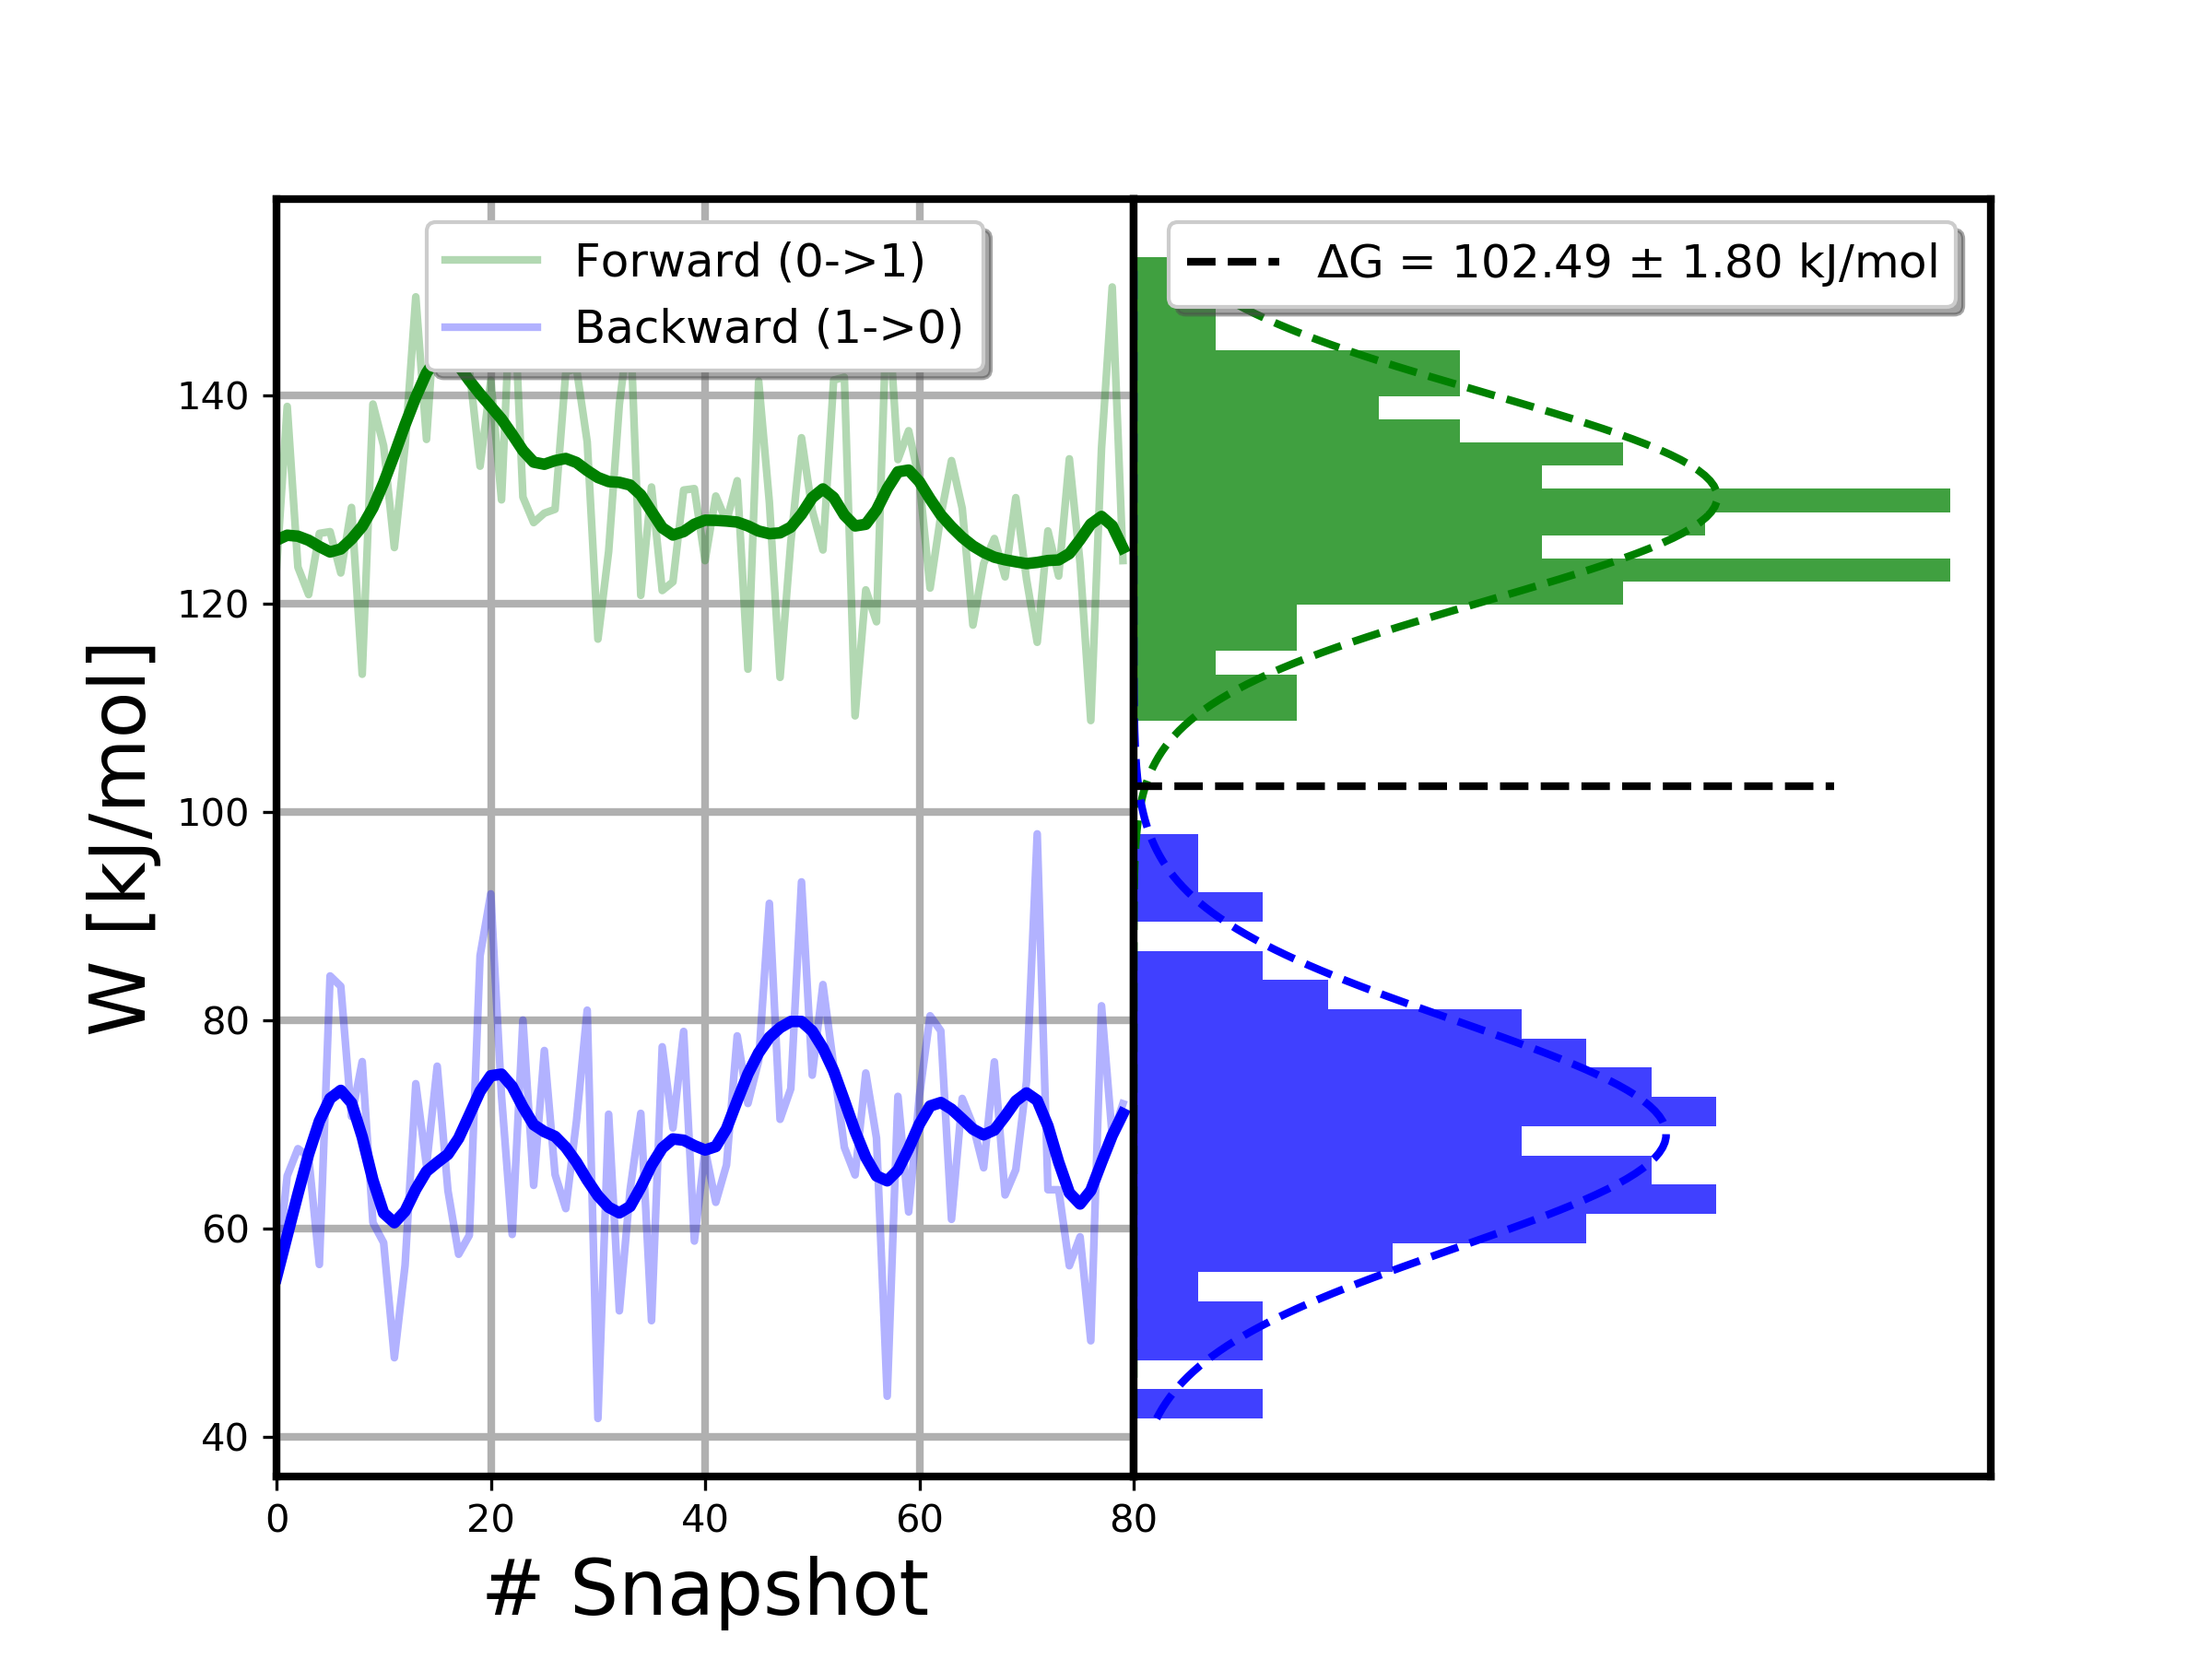 Forward (0->1)
Backward (1->0)
ΔG = 102.49 ± 1.80 kJ/mol
W [kJ/mol]
140
120
100
80
60
40
0 20 40 60 80
# Snapshot